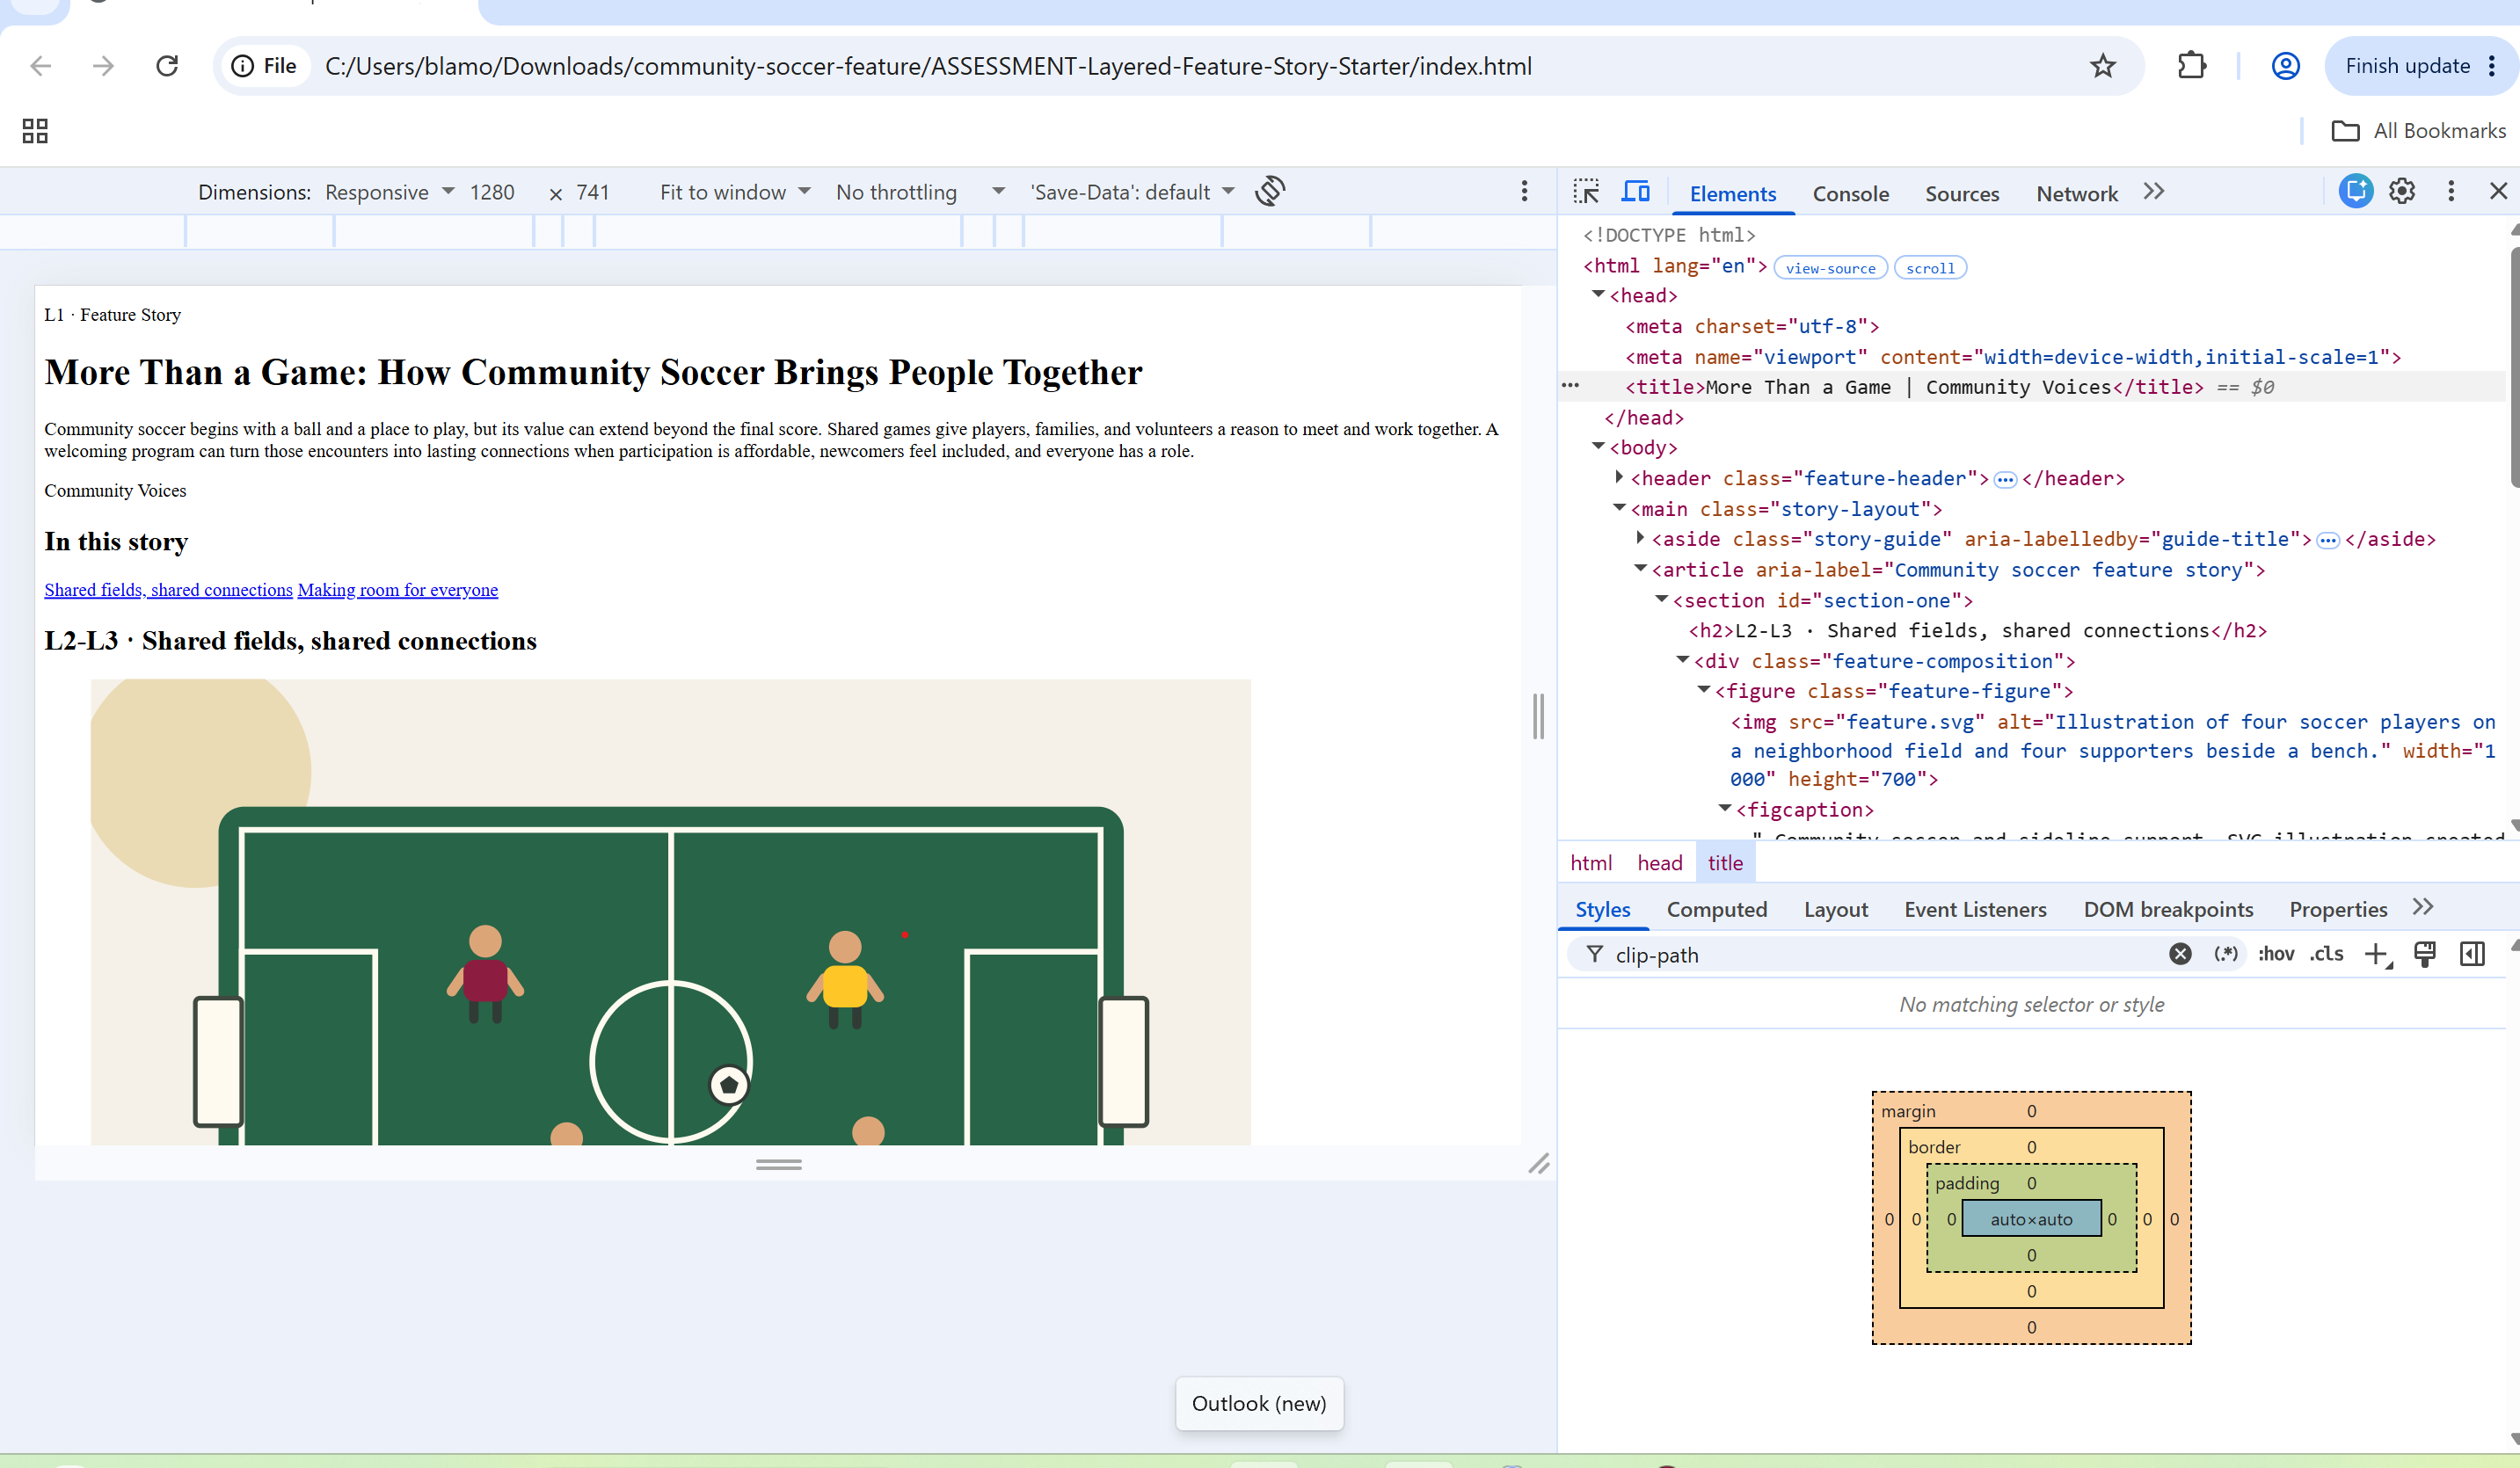 File
C:/Users/blamo/Downloads/community-soccer-feature/ASSESSMENT-Layered-Feature-Story-Starter/index.html
Finish update
All Bookmarks
Dimensions: Responsive 1280 × 741 Fit to window No throttling 'Save-Data': default
L1 · Feature Story
More Than a Game: How Community Soccer Brings People Together
Community soccer begins with a ball and a place to play, but its value can extend beyond the final score. Shared games give players, families, and volunteers a reason to meet and work together. A
welcoming program can turn those encounters into lasting connections when participation is affordable, newcomers feel included, and everyone has a role.
Community Voices
In this story
Shared fields, shared connections Making room for everyone
L2-L3 · Shared fields, shared connections
Outlook (new)
Elements Console Sources Network
<!DOCTYPE html>
<html lang="en"> view-source scroll
<head>
<meta charset="utf-8">
<meta name="viewport" content="width=device-width,initial-scale=1">
<title>More Than a Game | Community Voices</title> == $0
</head>
<body>
<header class="feature-header"> ••• </header>
<main class="story-layout">
<aside class="story-guide" aria-labelledby="guide-title"> ••• </aside>
<article aria-label="Community soccer feature story">
<section id="section-one">
<h2>L2-L3 · Shared fields, shared connections</h2>
<div class="feature-composition">
<figure class="feature-figure">
<img src="feature.svg" alt="Illustration of four soccer players on
a neighborhood field and four supporters beside a bench." width="1
000" height="700">
<figcaption>
" Community soccer and sideline support. SVG illustration created
html head title
Styles Computed Layout Event Listeners DOM breakpoints Properties
clip-path
(.*) :hov .cls
No matching selector or style
margin 0
border 0
padding 0
0 0 0 auto×auto 0 0 0
0
0
0